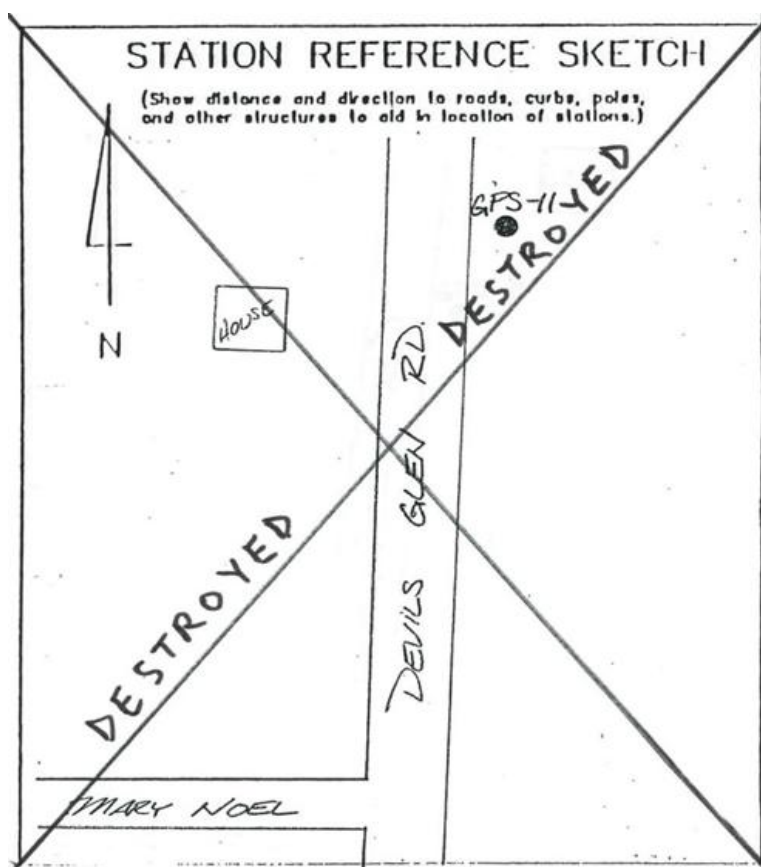 STATION REFERENCE SKETCH
(Show distance and direction to roads, curbs, poles,
and other structures to aid in location of stations.)
GPS-11
DESTROYED
HOUSE
N
DEVILS GLEN RD.
DESTROYED
MARY NOEL